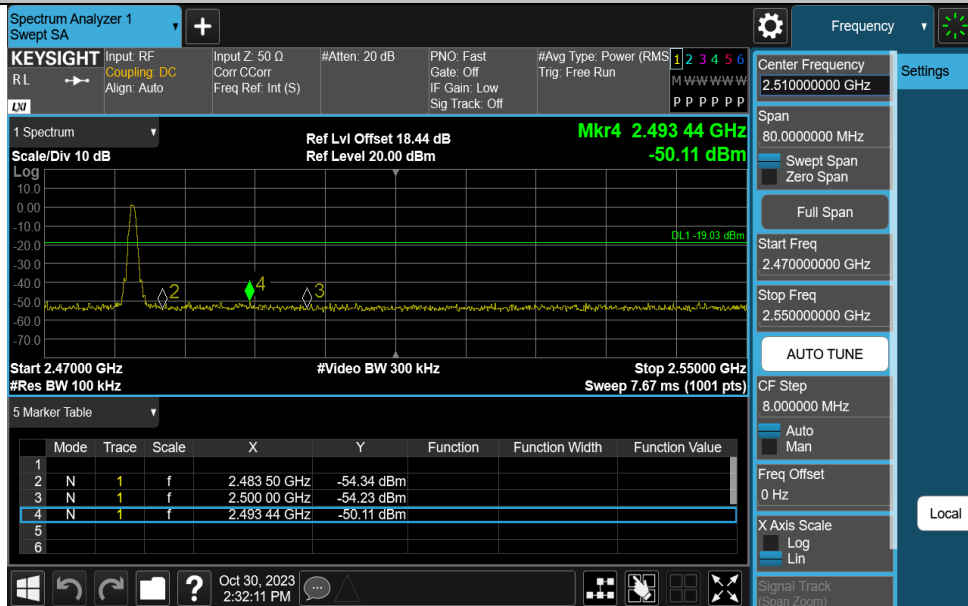 Spectrum Analyzer 1
Swept SA
+
Frequency
KEYSIGHT
RL
LXI
Input: RF
Coupling: DC
Align: Auto
Input Z: 50 Ω
Corr CCorr
Freq Ref: Int (S)
#Atten: 20 dB
PNO: Fast
Gate: Off
IF Gain: Low
Sig Track: Off
#Avg Type: Power (RMS
Trig: Free Run
1 2 3 4 5 6
M W W W W W
P P P P P P
1 Spectrum
Scale/Div 10 dB
Ref Lvl Offset 18.44 dB
Ref Level 20.00 dBm
Mkr4 2.493 44 GHz
-50.11 dBm
Log
10.0
0.00
-10.0
-20.0
-30.0
-40.0
-50.0
-60.0
-70.0
DL1 -19.03 dBm
2
4
3
Start 2.47000 GHz
#Res BW 100 kHz
#Video BW 300 kHz
Stop 2.55000 GHz
Sweep 7.67 ms (1001 pts)
5 Marker Table
Mode Trace Scale X Y Function Function Width Function Value
1
2 N 1 f 2.483 50 GHz -54.34 dBm
3 N 1 f 2.500 00 GHz -54.23 dBm
4 N 1 f 2.493 44 GHz -50.11 dBm
5
6
?
Oct 30, 2023
2:32:11 PM
Center Frequency
2.510000000 GHz
Span
80.0000000 MHz
Swept Span
Zero Span
Full Span
Start Freq
2.470000000 GHz
Stop Freq
2.550000000 GHz
AUTO TUNE
CF Step
8.000000 MHz
Auto
Man
Freq Offset
0 Hz
X Axis Scale
Log
Lin
Signal Track
(Span Zoom)
Settings
Local